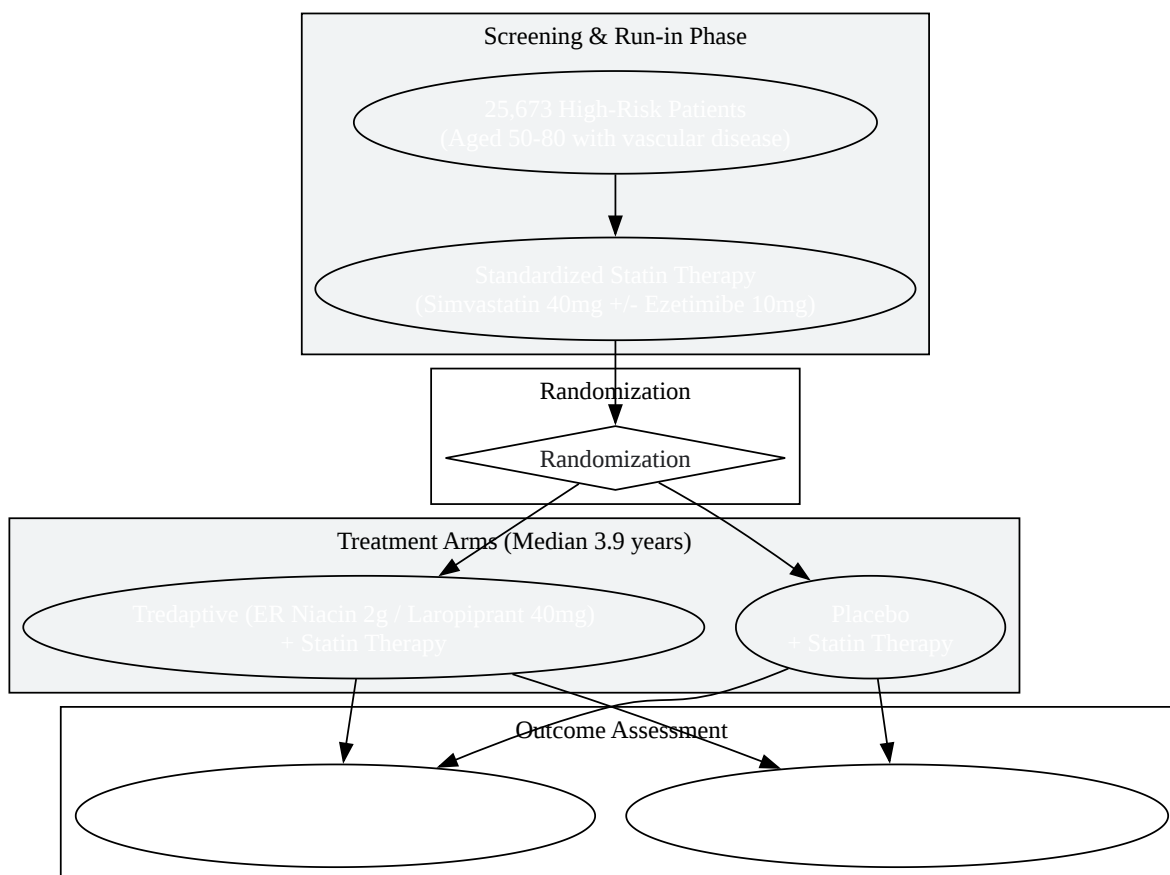 Screening & Run-in Phase
25,673 High-Risk Patients
(Aged 50-80 with vascular disease)
Standardized Statin Therapy
(Simvastatin 40mg +/- Ezetimibe 10mg)
Randomization
Randomization
Treatment Arms (Median 3.9 years)
Tredaptive (ER Niacin 2g / Laropiprant 40mg)
+ Statin Therapy
Placebo
+ Statin Therapy
Outcome Assessment